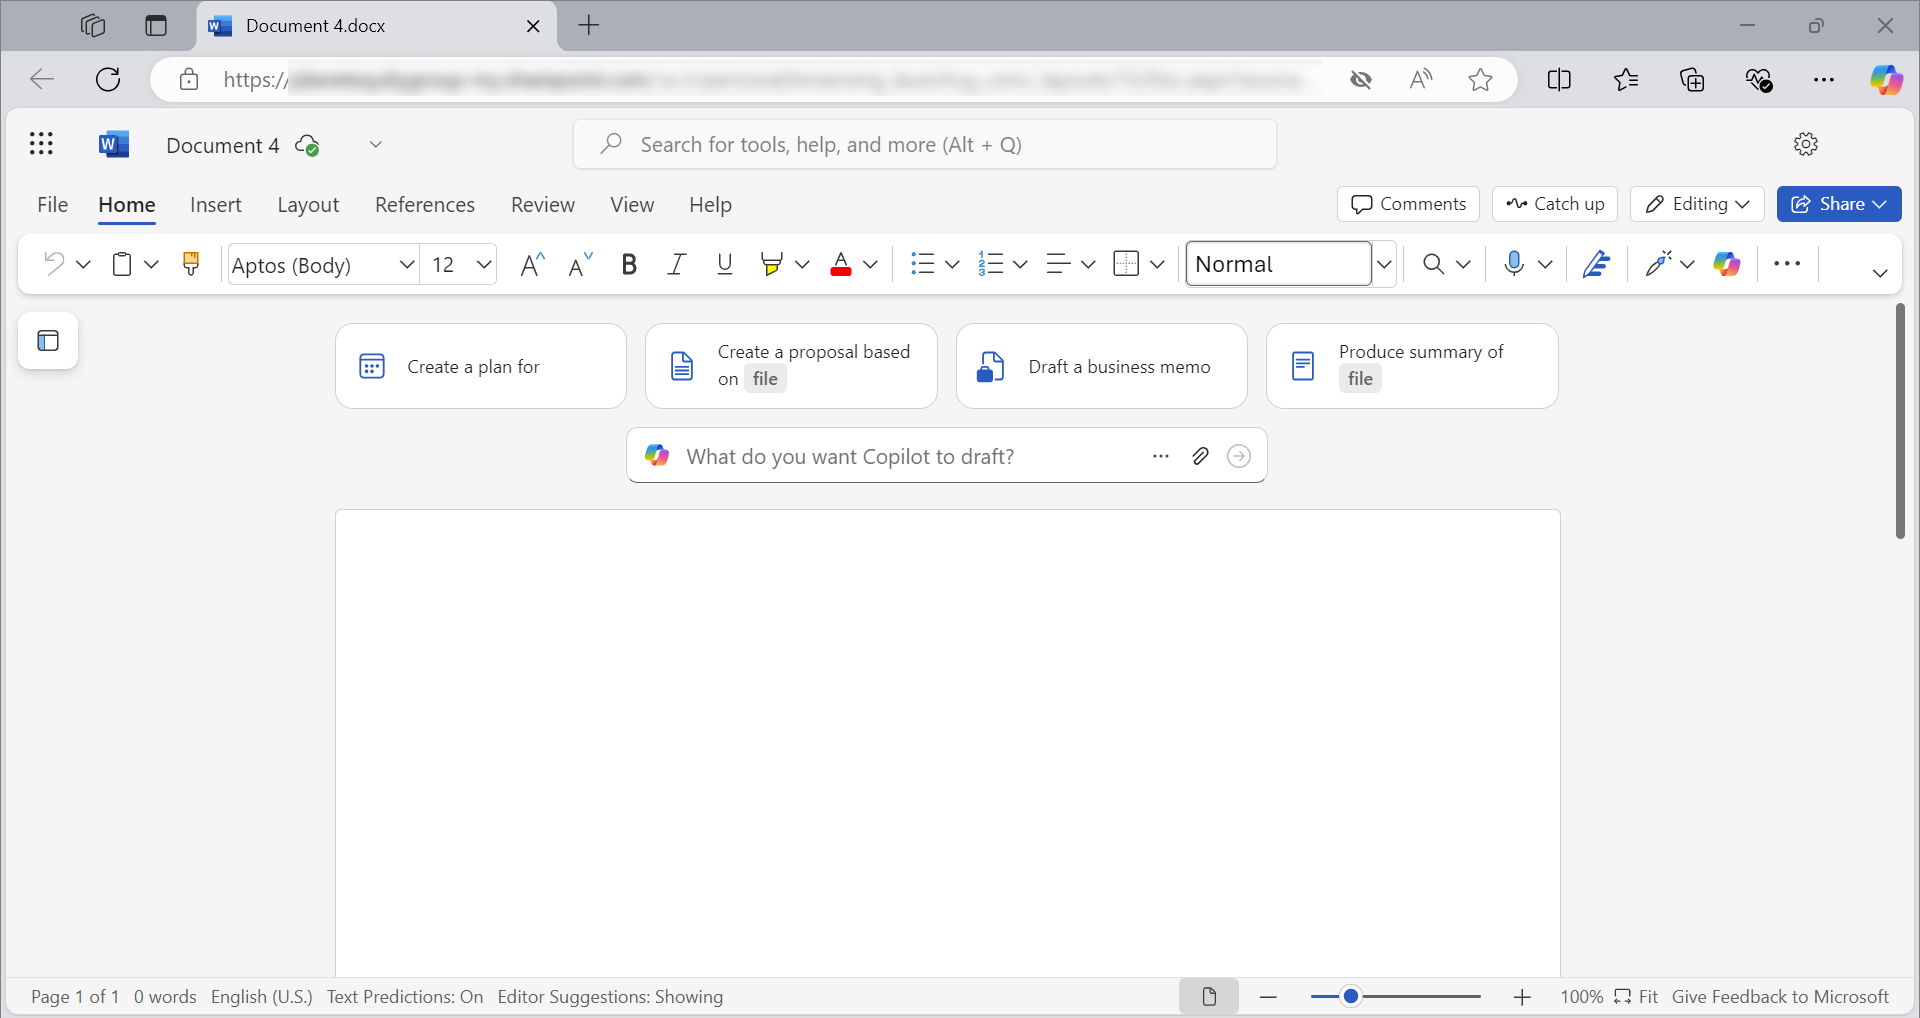 Document 4.docx
https://
Document 4
Search for tools, help, and more (Alt + Q)
File Home Insert Layout References Review View Help
Comments Catch up Editing Share
Aptos (Body) 12 Normal
Create a plan for
Create a proposal based
on file
Draft a business memo
Produce summary of
file
What do you want Copilot to draft?
Page 1 of 1 0 words English (U.S.) Text Predictions: On Editor Suggestions: Showing
100% Fit Give Feedback to Microsoft